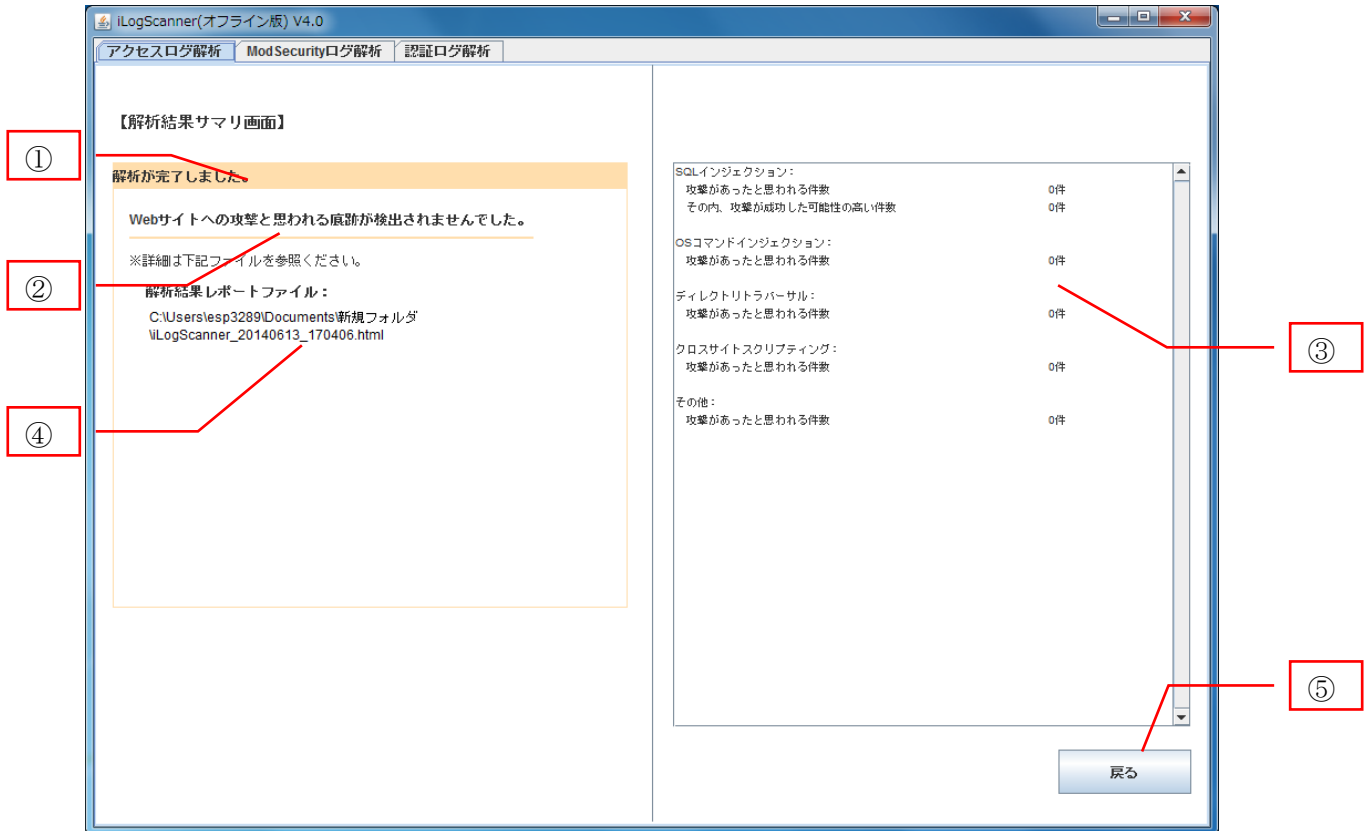 iLogScanner(オフライン版) V4.0
アクセスログ解析 ModSecurityログ解析 認証ログ解析
【解析結果サマリ画面】
①
解析が完了しました。
Webサイトへの攻撃と思われる痕跡が検出されませんでした。
②
※詳細は下記ファイルを参照ください。
解析結果レポートファイル：
C:\Users\esp3289\Documents\新規フォルダ
\iLogScanner_20140613_170406.html
④
SQLインジェクション：
攻撃があったと思われる件数 0件
その内、攻撃が成功した可能性の高い件数 0件
OSコマンドインジェクション：
攻撃があったと思われる件数 0件
ディレクトリトラバーサル：
攻撃があったと思われる件数 0件
③
クロスサイトスクリプティング：
攻撃があったと思われる件数 0件
その他：
攻撃があったと思われる件数 0件
⑤
戻る